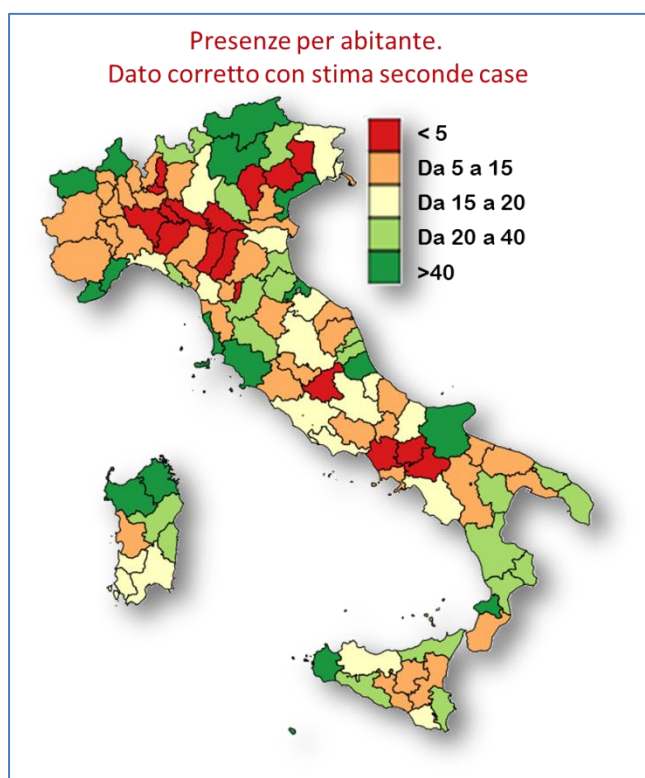 Presenze per abitante.
Dato corretto con stima seconde case
< 5
Da 5 a 15
Da 15 a 20
Da 20 a 40
>40